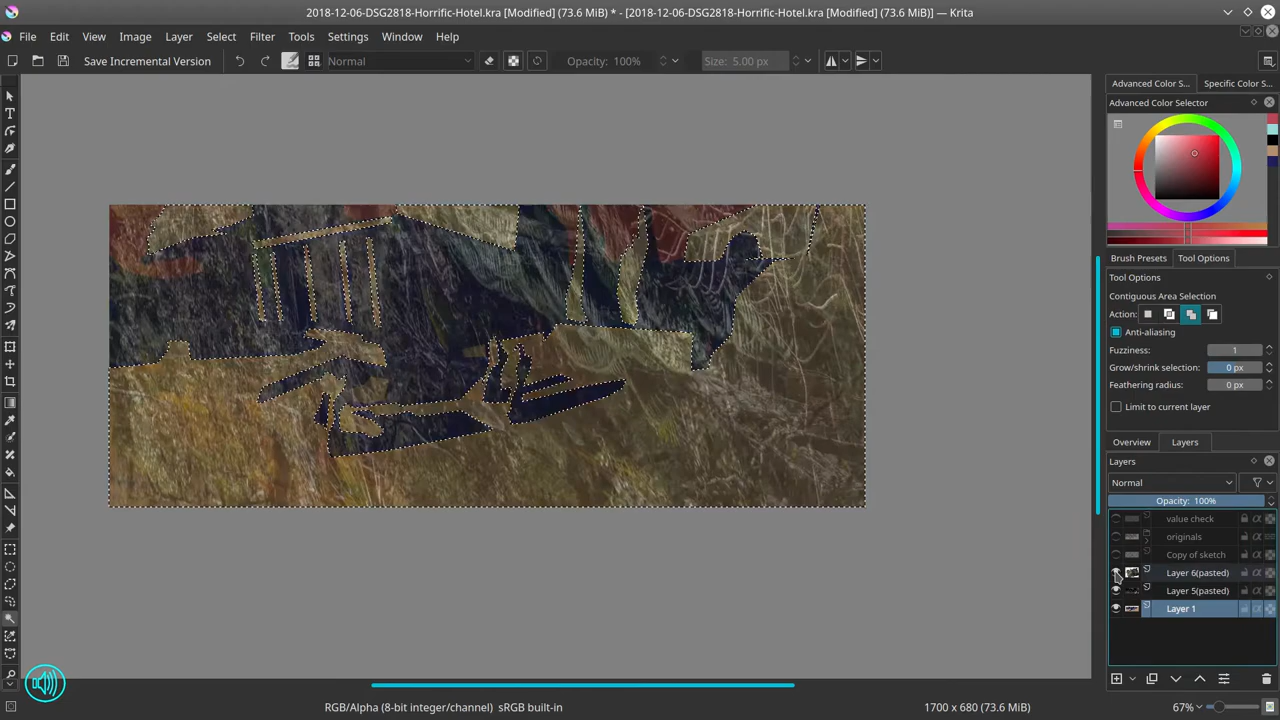 2018-12-06-DSG2818-Horrific-Hotel.kra [Modified] (73.6 MiB) * - [2018-12-06-DSG2818-Horrific-Hotel.kra [Modified] (73.6 MiB)] — Krita
File Edit View Image Layer Select Filter Tools Settings Window Help
Save Incremental Version Normal Opacity: 100% Size: 5.00 px
Advanced Color S... Specific Color S...
Advanced Color Selector
Brush Presets Tool Options
Tool Options
Contiguous Area Selection
Action:
Anti-aliasing
Fuzziness: 1
Grow/shrink selection: 0 px
Feathering radius: 0 px
Limit to current layer
Overview Layers
Layers
Normal
Opacity: 100%
value check
originals
Copy of sketch
Layer 6(pasted)
Layer 5(pasted)
Layer 1
RGB/Alpha (8-bit integer/channel) sRGB built-in 1700 x 680 (73.6 MiB) 67%